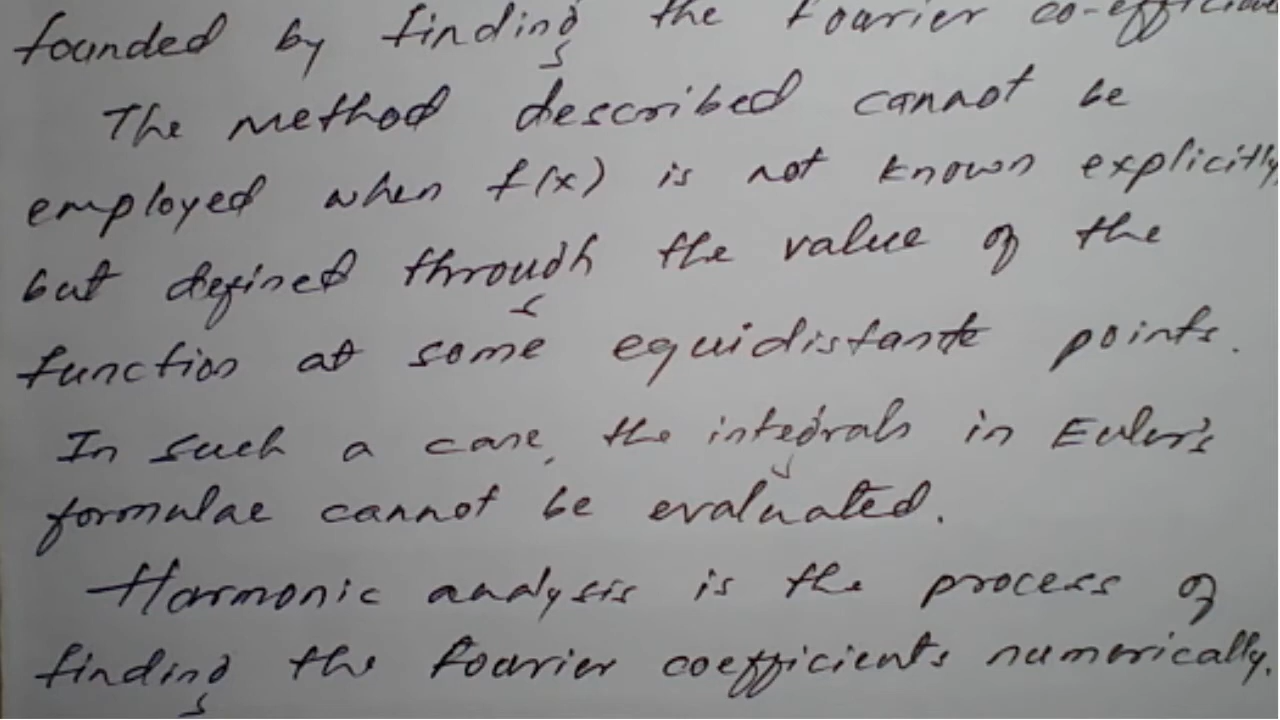 founded by finding the Fourier co-efficients
The method described cannot be
employed when f(x) is not known explicitly,
but defined through the value of the
function at some equidistante points.
In such a case, the integrals in Euler's
formulae cannot be evaluated.
Harmonic analysis is the process of
finding the Fourier coefficients numerically.